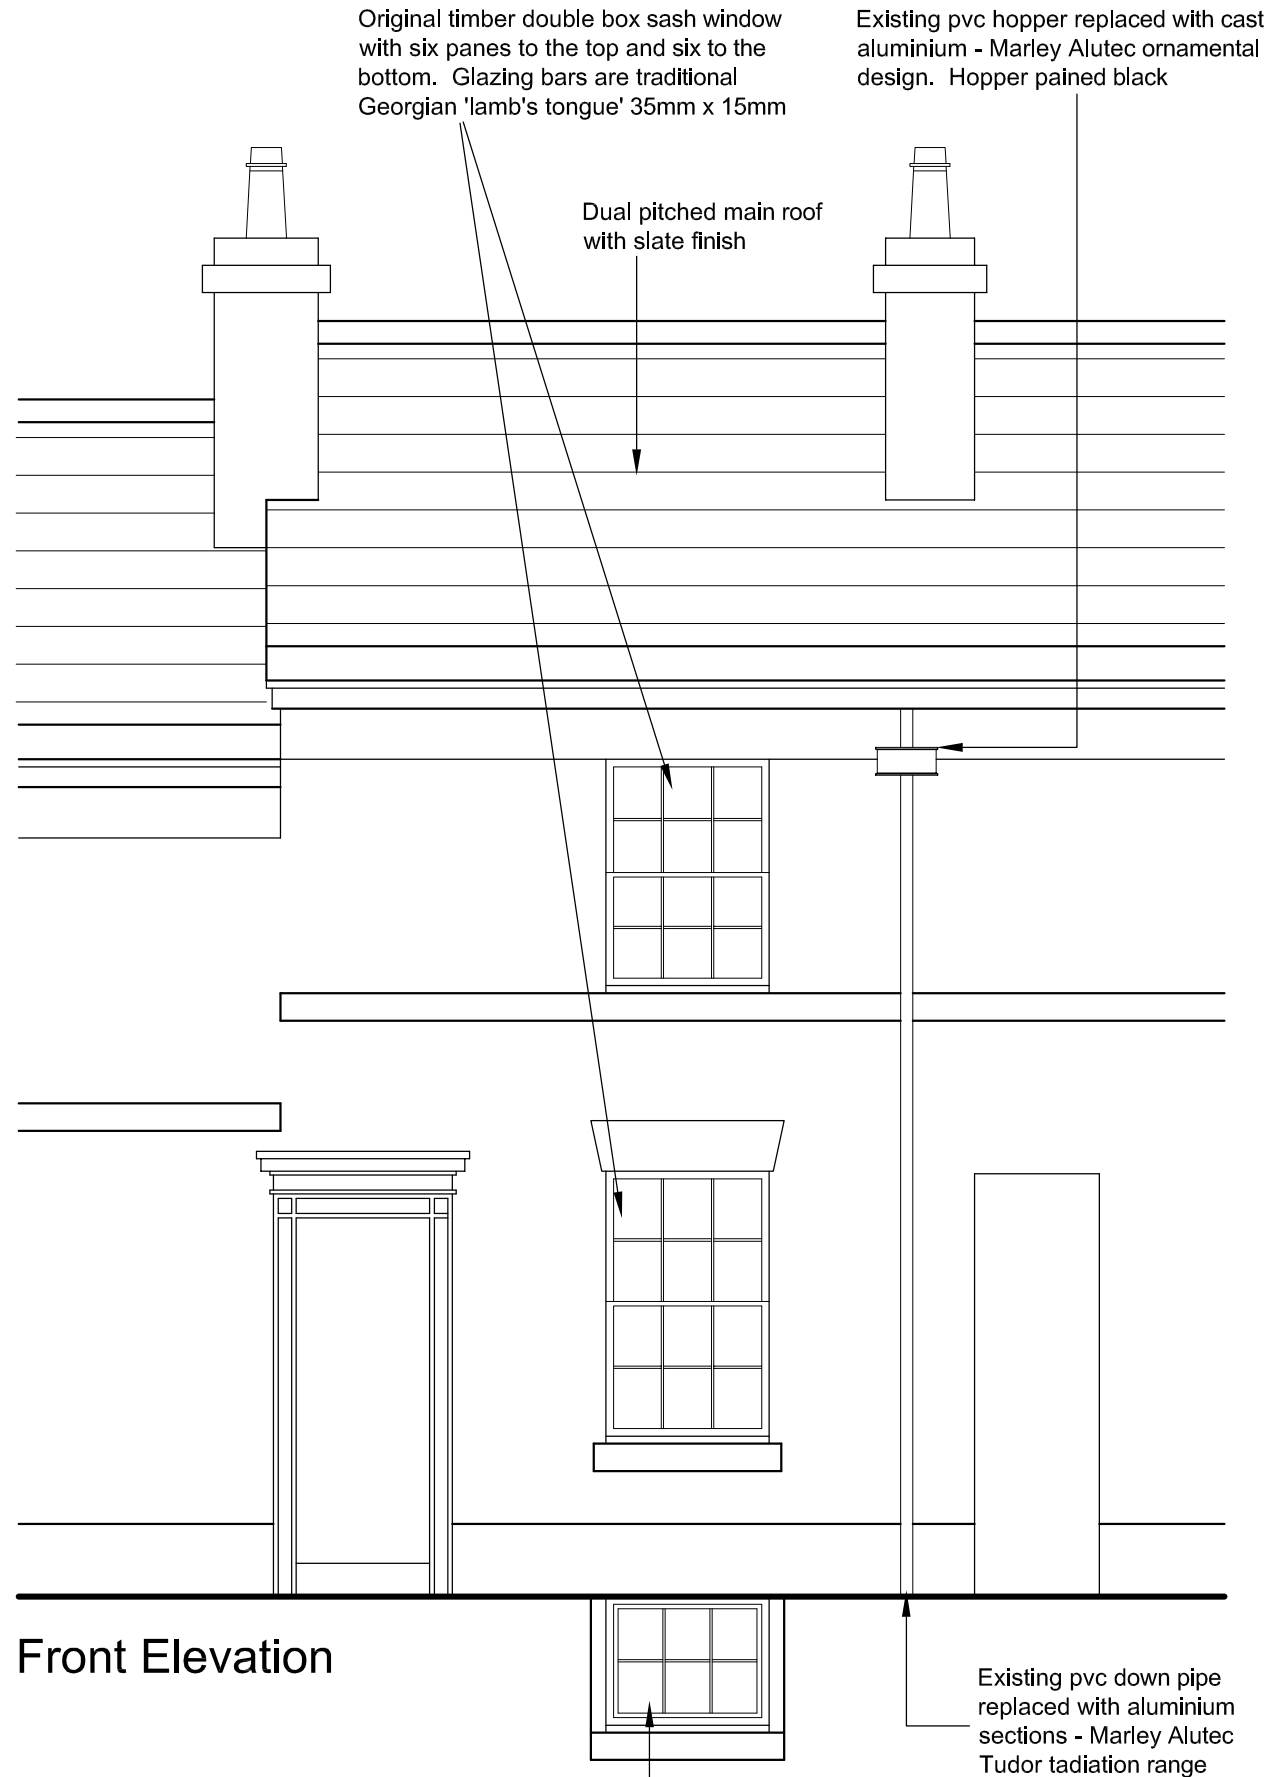 Original timber double box sash window
with six panes to the top and six to the
bottom.  Glazing bars are traditional
Georgian 'lamb's tongue' 35mm x 15mm
Existing pvc hopper replaced with cast
aluminium - Marley Alutec ornamental
design.  Hopper pained black
Dual pitched main roof
with slate finish
Front Elevation
Existing pvc down pipe
replaced with aluminium
sections - Marley Alutec
Tudor tadiation range